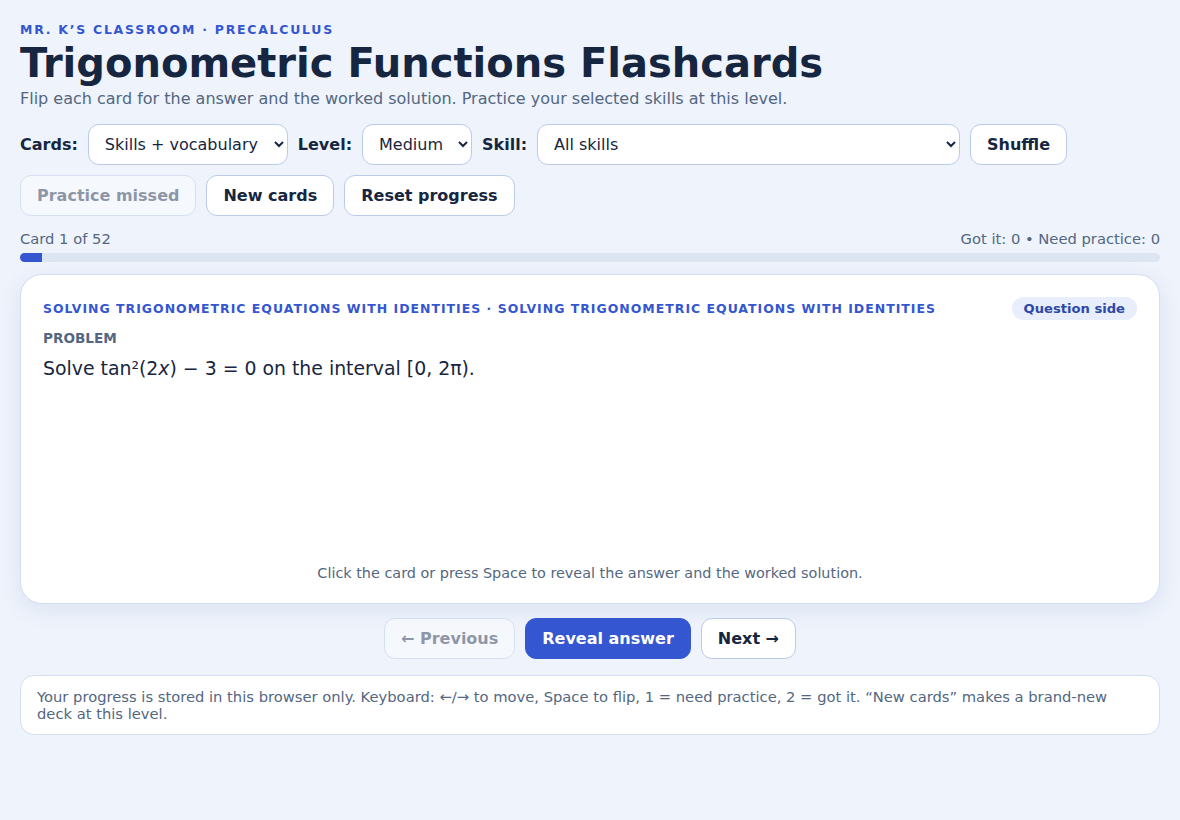 MR. K’S CLASSROOM · PRECALCULUS
Trigonometric Functions Flashcards
Flip each card for the answer and the worked solution. Practice your selected skills at this level.
Cards: Skills + vocabulary Level: Medium Skill: All skills Shuffle
Practice missed New cards Reset progress
Card 1 of 52 Got it: 0 • Need practice: 0
SOLVING TRIGONOMETRIC EQUATIONS WITH IDENTITIES · SOLVING TRIGONOMETRIC EQUATIONS WITH IDENTITIES Question side
PROBLEM
Solve tan²(2x) − 3 = 0 on the interval [0, 2π).
Click the card or press Space to reveal the answer and the worked solution.
← Previous Reveal answer Next →
Your progress is stored in this browser only. Keyboard: ←/→ to move, Space to flip, 1 = need practice, 2 = got it. “New cards” makes a brand-new
deck at this level.